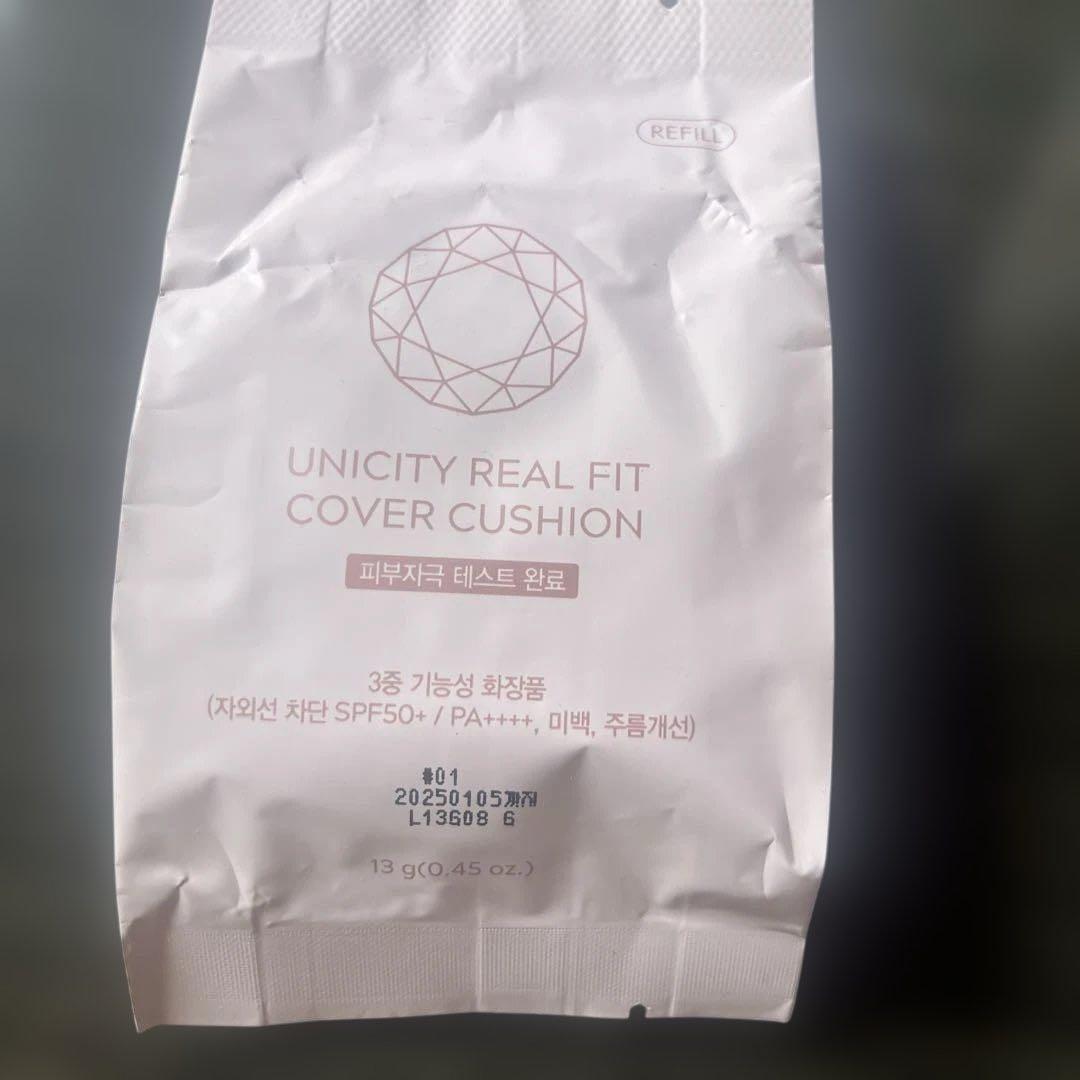 REFILL
UNICITY REAL FIT
COVER CUSHION
피부자극 테스트 완료
3중 기능성 화장품
(자외선 차단 SPF50+ / PA++++, 미백, 주름개선)
#01
20250105까지
L13G08 6
13 g(0.45 oz.)